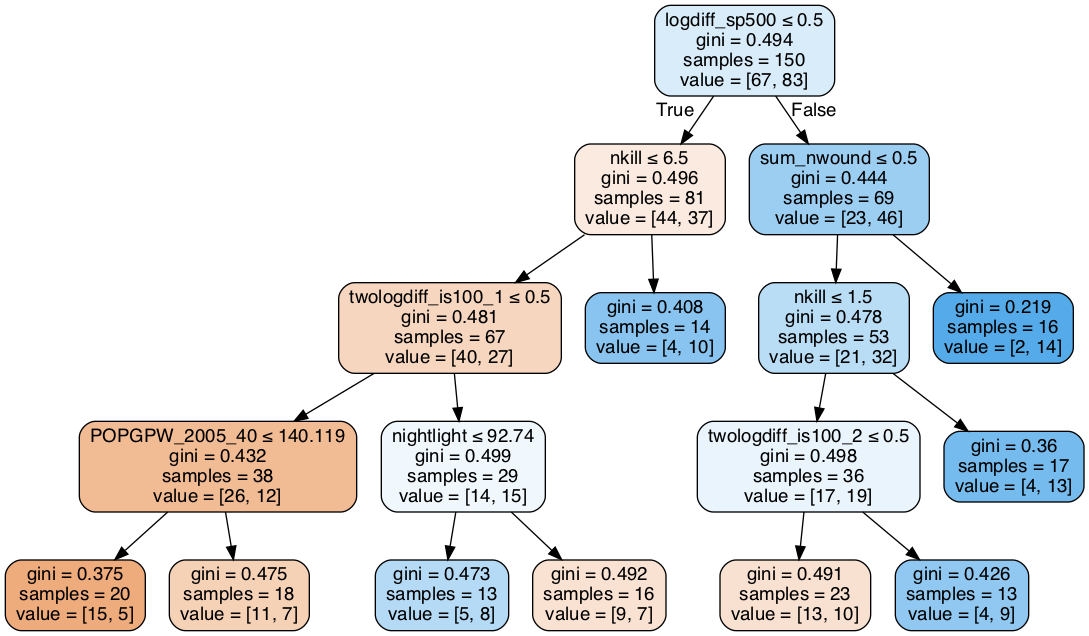 logdiff_sp500 ≤ 0.5
gini = 0.494
samples = 150
value = [67, 83]
True
False
nkill ≤ 6.5
gini = 0.496
samples = 81
value = [44, 37]
sum_nwound ≤ 0.5
gini = 0.444
samples = 69
value = [23, 46]
twologdiff_is100_1 ≤ 0.5
gini = 0.481
samples = 67
value = [40, 27]
gini = 0.408
samples = 14
value = [4, 10]
nkill ≤ 1.5
gini = 0.478
samples = 53
value = [21, 32]
gini = 0.219
samples = 16
value = [2, 14]
POPGPW_2005_40 ≤ 140.119
gini = 0.432
samples = 38
value = [26, 12]
nightlight ≤ 92.74
gini = 0.499
samples = 29
value = [14, 15]
twologdiff_is100_2 ≤ 0.5
gini = 0.498
samples = 36
value = [17, 19]
gini = 0.36
samples = 17
value = [4, 13]
gini = 0.375
samples = 20
value = [15, 5]
gini = 0.475
samples = 18
value = [11, 7]
gini = 0.473
samples = 13
value = [5, 8]
gini = 0.492
samples = 16
value = [9, 7]
gini = 0.491
samples = 23
value = [13, 10]
gini = 0.426
samples = 13
value = [4, 9]